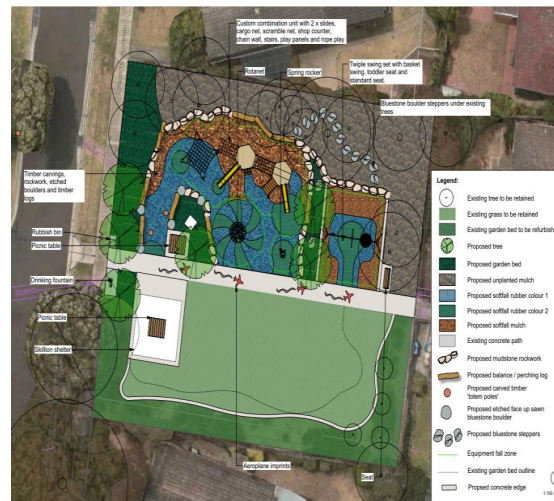 Custom combination unit with 2 x slides,
cargo net, scramble net, shop counter,
chain wall, stairs, play panels and rope play
Rotanet
Spring rocker
Twiple swing set with basket
swing, toddler seat and
standard seat.
Bluestone boulder steppers under existing
trees
Timber carvings,
rockwork, etched
boulders and timber
logs
Rubbish bin
Picnic table
Drinking fountain
Picnic table
Skillion shelter
Aeroplane imprints
Seat
Legend:
Existing tree to be retained
Existing grass to be retained
Existing garden bed to be refurbish
Proposed tree
Proposed garden bed
Proposed unplanted mulch
Proposed softfall rubber colour 1
Proposed softfall rubber colour 2
Proposed softfall mulch
Existing concrete path
Proposed mudstone rockwork
Proposed balance / perching log
Proposed carved timber
'totem poles'
Proposed etched face up sawn
bluestone boulder
Proposed bluestone steppers
Equipment fall zone
Existing garden bed outline
Propsed concrete edge